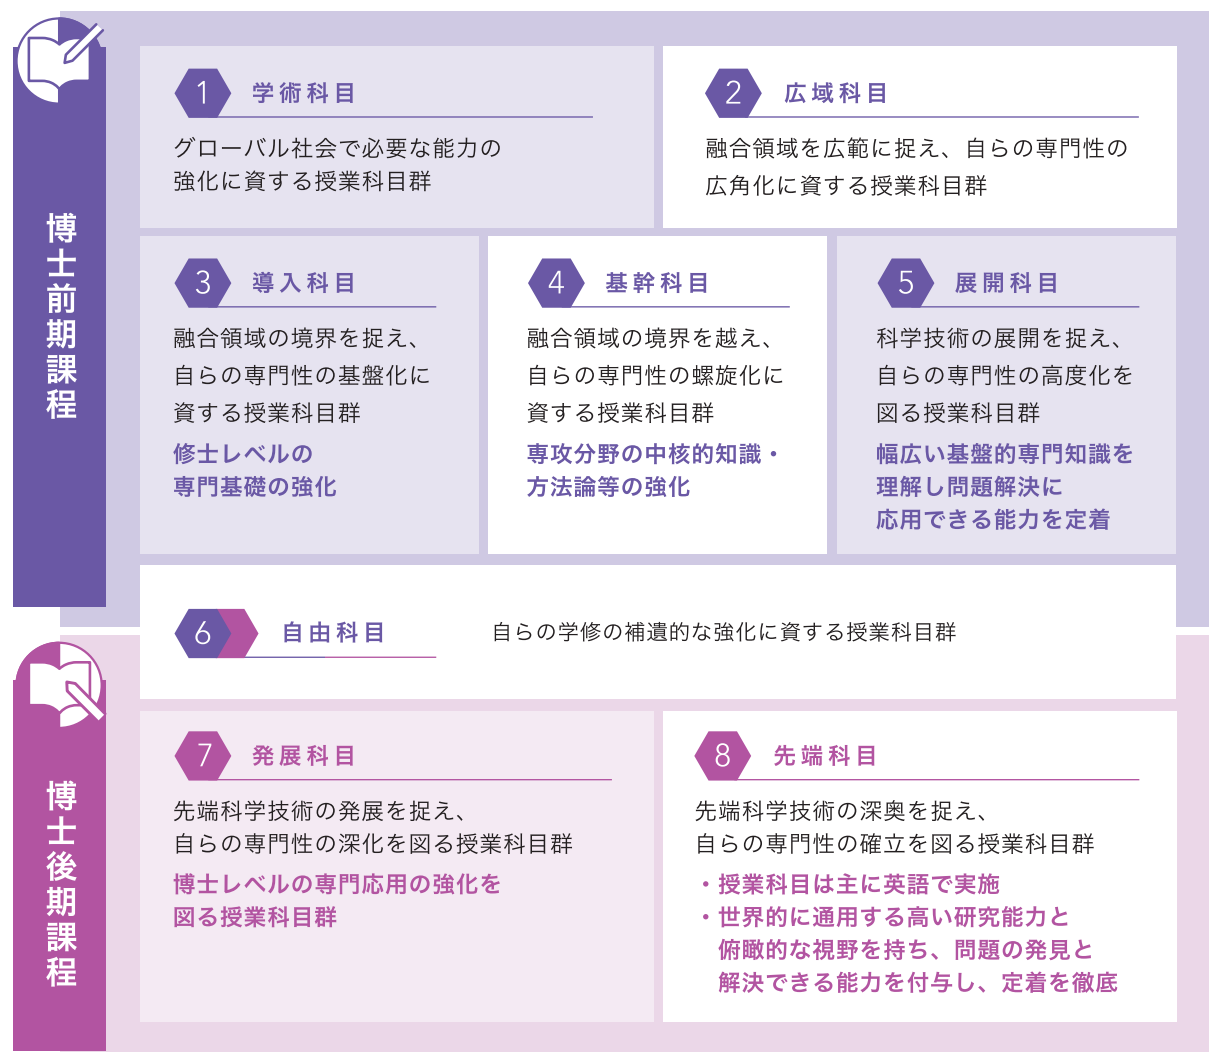 博士前期課程
1 学術科目
グローバル社会で必要な能力の
強化に資する授業科目群
2 広域科目
融合領域を広範に捉え、自らの専門性の
広角化に資する授業科目群
3 導入科目
融合領域の境界を捉え、
自らの専門性の基盤化に
資する授業科目群
修士レベルの
専門基礎の強化
4 基幹科目
融合領域の境界を越え、
自らの専門性の螺旋化に
資する授業科目群
専攻分野の中核的知識・
方法論等の強化
5 展開科目
科学技術の展開を捉え、
自らの専門性の高度化を
図る授業科目群
幅広い基盤的専門知識を
理解し問題解決に
応用できる能力を定着
6 自由科目
自らの学修の補遺的な強化に資する授業科目群
博士後期課程
7 発展科目
先端科学技術の発展を捉え、
自らの専門性の深化を図る授業科目群
博士レベルの専門応用の強化を
図る授業科目群
8 先端科目
先端科学技術の深奥を捉え、
自らの専門性の確立を図る授業科目群
・授業科目は主に英語で実施
・世界的に通用する高い研究能力と
俯瞰的な視野を持ち、問題の発見と
解決できる能力を付与し、定着を徹底